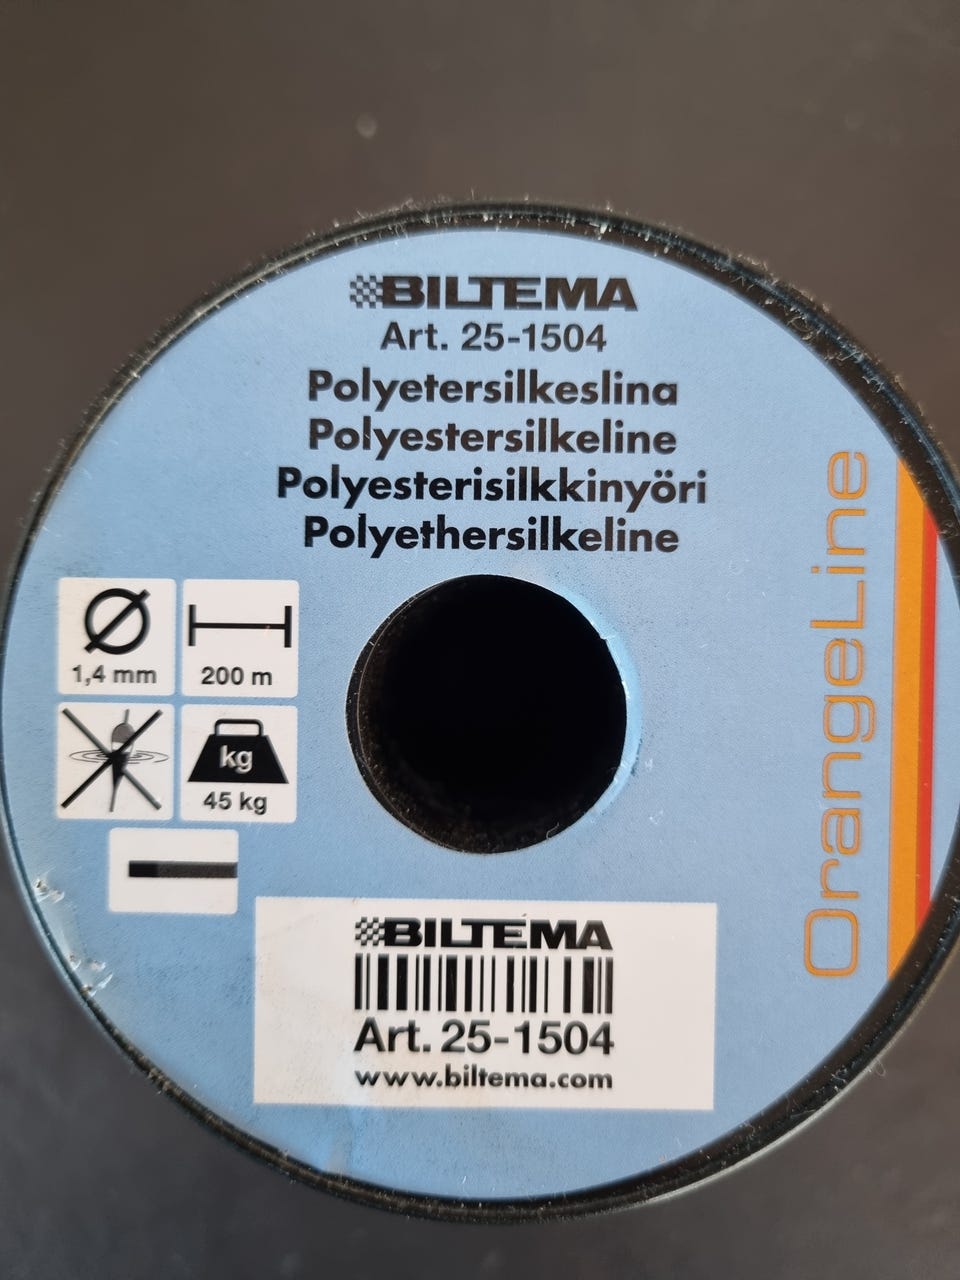 BILTEMA
Art. 25-1504
Polyetersilkeslina
Polyestersilkeline
Polyesterisilkkinyöri
Polyethersilkeline
OrangeLine
1,4 mm
200 m
kg
45 kg
BILTEMA
Art. 25-1504
www.biltema.com